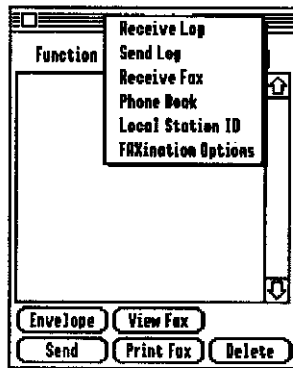 Receive Log
Function Send Log
Receive Fax
Phone Book
Local Station ID
FAXination Options
Envelope View Fax
Send Print Fax Delete